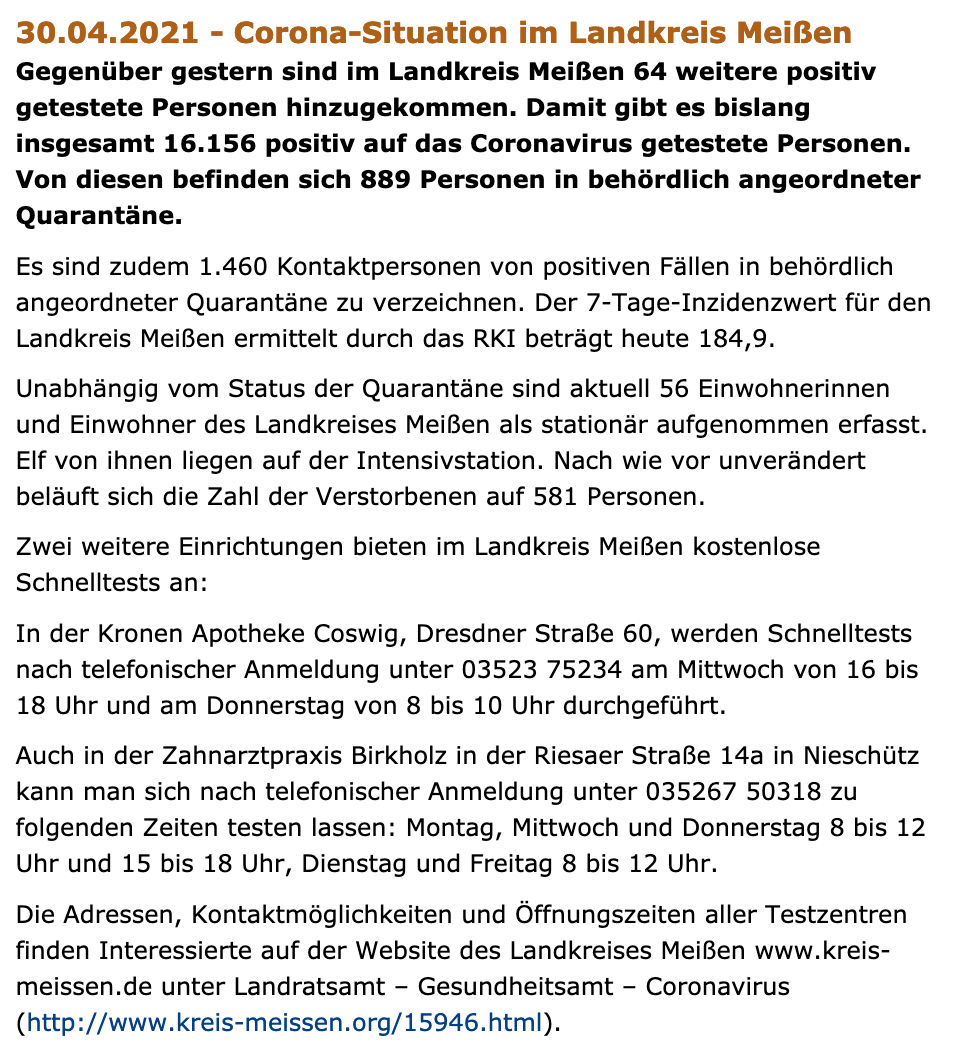 30.04.2021 - Corona-Situation im Landkreis Meißen
Gegenüber gestern sind im Landkreis Meißen 64 weitere positiv
getestete Personen hinzugekommen. Damit gibt es bislang
insgesamt 16.156 positiv auf das Coronavirus getestete Personen.
Von diesen befinden sich 889 Personen in behördlich angeordneter
Quarantäne.
Es sind zudem 1.460 Kontaktpersonen von positiven Fällen in behördlich
angeordneter Quarantäne zu verzeichnen. Der 7-Tage-Inzidenzwert für den
Landkreis Meißen ermittelt durch das RKI beträgt heute 184,9.
Unabhängig vom Status der Quarantäne sind aktuell 56 Einwohnerinnen
und Einwohner des Landkreises Meißen als stationär aufgenommen erfasst.
Elf von ihnen liegen auf der Intensivstation. Nach wie vor unverändert
beläuft sich die Zahl der Verstorbenen auf 581 Personen.
Zwei weitere Einrichtungen bieten im Landkreis Meißen kostenlose
Schnelltests an:
In der Kronen Apotheke Coswig, Dresdner Straße 60, werden Schnelltests
nach telefonischer Anmeldung unter 03523 75234 am Mittwoch von 16 bis
18 Uhr und am Donnerstag von 8 bis 10 Uhr durchgeführt.
Auch in der Zahnarztpraxis Birkholz in der Riesaer Straße 14a in Nieschütz
kann man sich nach telefonischer Anmeldung unter 035267 50318 zu
folgenden Zeiten testen lassen: Montag, Mittwoch und Donnerstag 8 bis 12
Uhr und 15 bis 18 Uhr, Dienstag und Freitag 8 bis 12 Uhr.
Die Adressen, Kontaktmöglichkeiten und Öffnungszeiten aller Testzentren
finden Interessierte auf der Website des Landkreises Meißen www.kreis-
meissen.de unter Landratsamt – Gesundheitsamt – Coronavirus
(http://www.kreis-meissen.org/15946.html).